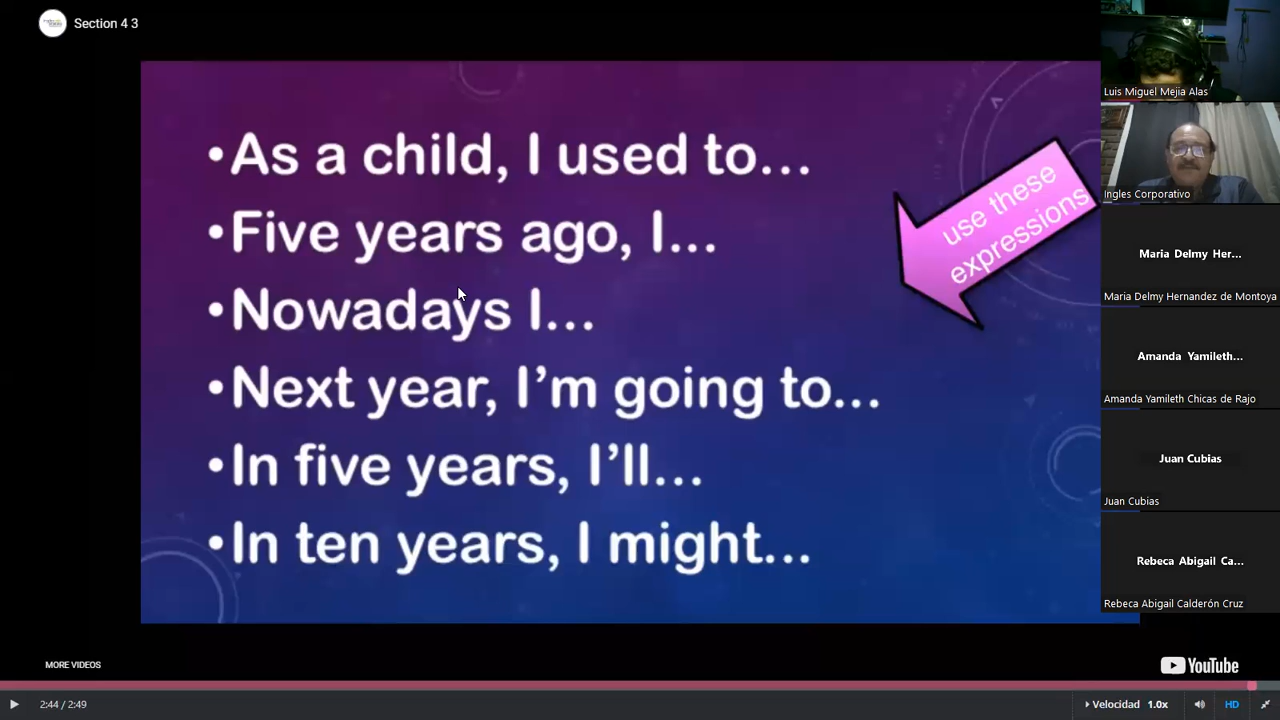 Section 4 3
•As a child, I used to...
•Five years ago, I...
•Nowadays I...
•Next year, I'm going to...
•In five years, I'll...
•In ten years, I might...
use these
expressions
Luis Miguel Mejia Alas
Ingles Corporativo
Maria Delmy Her...
Maria Delmy Hernandez de Montoya
Amanda Yamileth...
Amanda Yamileth Chicas de Rajo
Juan Cubias
Juan Cubias
Rebeca Abigail Ca...
Rebeca Abigail Calderón Cruz
MORE VIDEOS
YouTube
2:44 / 2:49
Velocidad 1.0x
HD